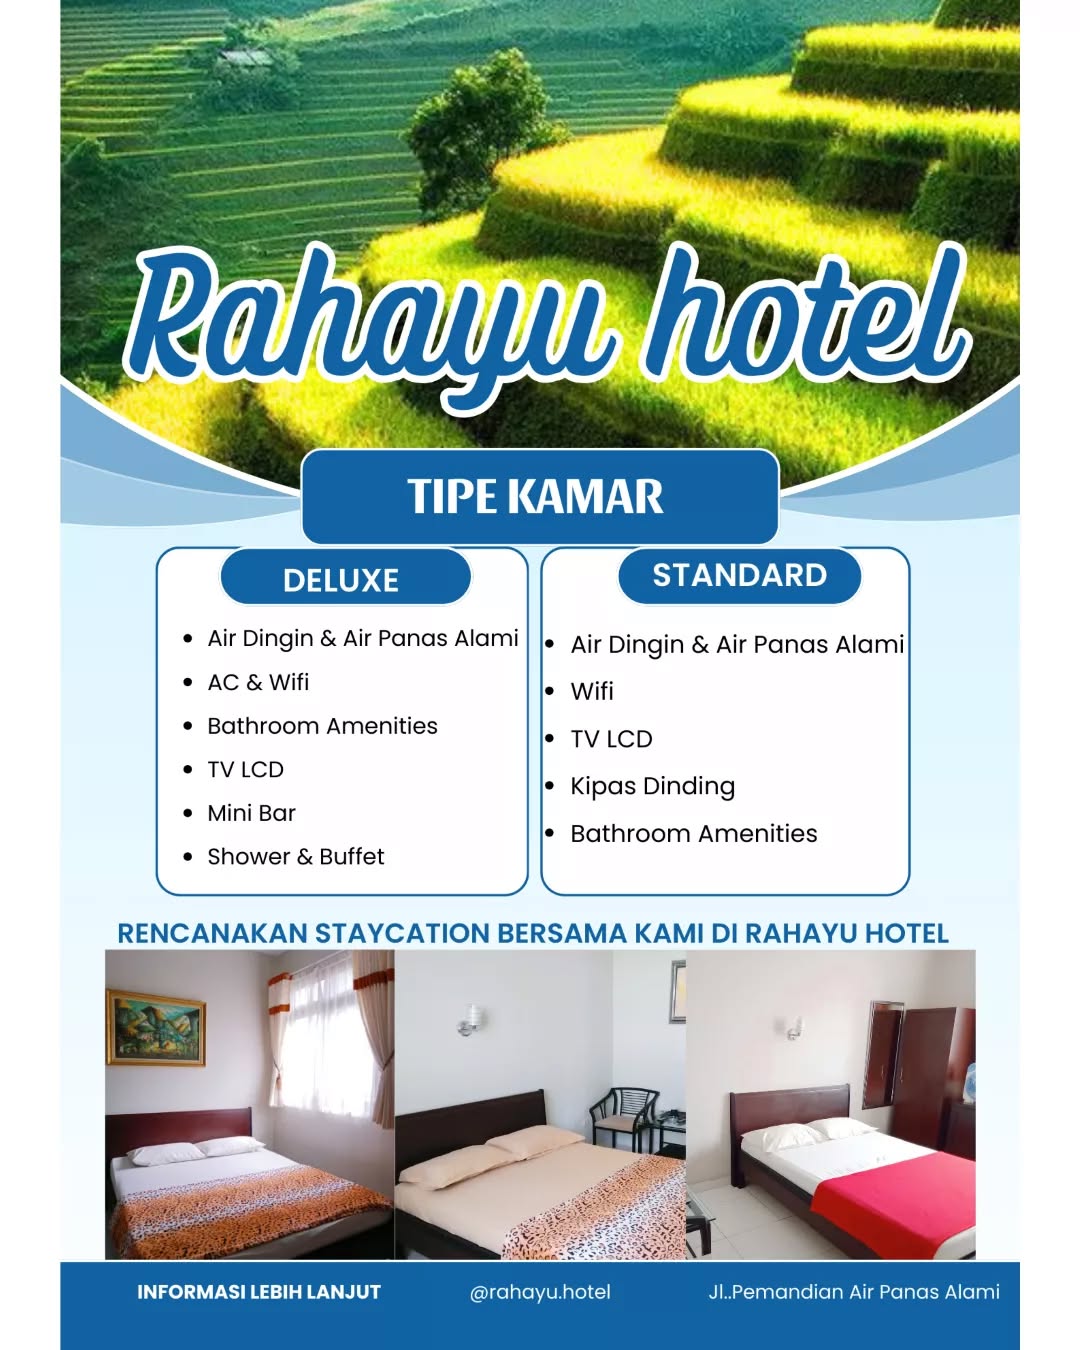 Rahayu hotel
TIPE KAMAR
DELUXE
• Air Dingin & Air Panas Alami
• AC & Wifi
• Bathroom Amenities
• TV LCD
• Mini Bar
• Shower & Buffet
STANDARD
• Air Dingin & Air Panas Alami
• Wifi
• TV LCD
• Kipas Dinding
• Bathroom Amenities
RENCANAKAN STAYCATION BERSAMA KAMI DI RAHAYU HOTEL
INFORMASI LEBIH LANJUT
@rahayu.hotel
Jl..Pemandian Air Panas Alami